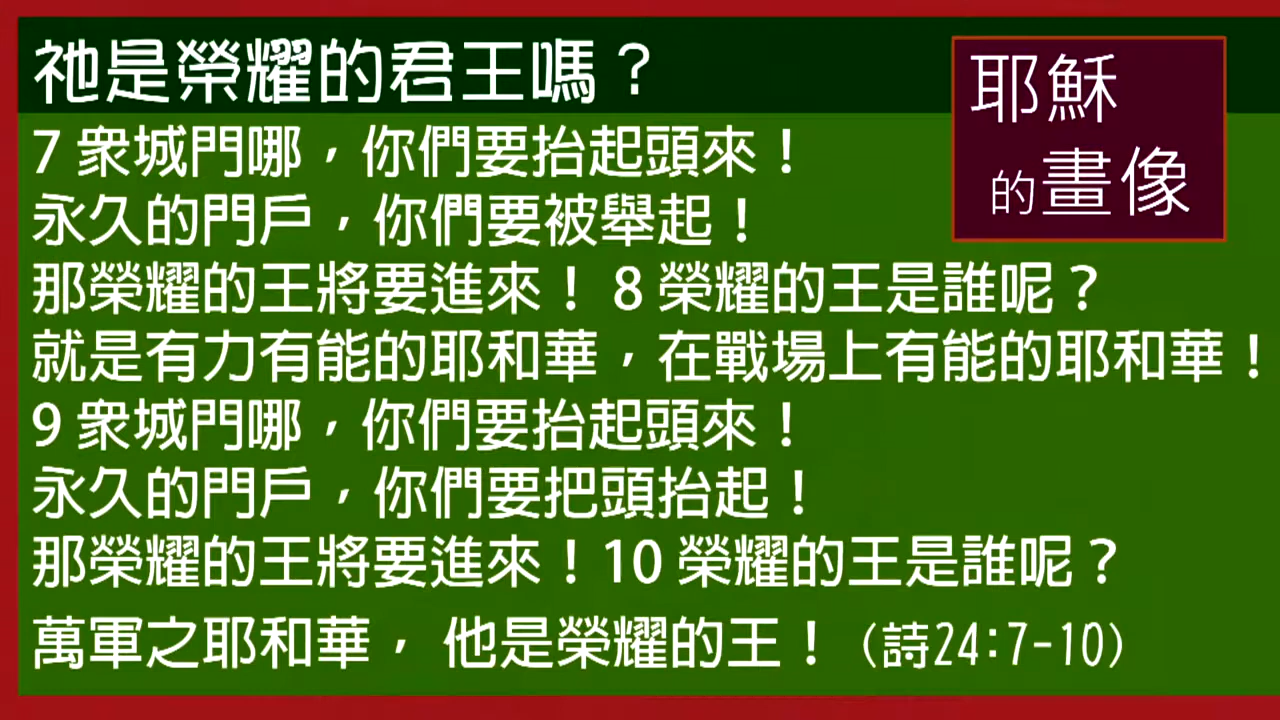 祂是榮耀的君王嗎？
耶穌
的畫像
7 衆城門哪，你們要抬起頭來！
永久的門戶，你們要被舉起！
那榮耀的王將要進來！ 8 榮耀的王是誰呢？
就是有力有能的耶和華，在戰場上有能的耶和華！
9 衆城門哪，你們要抬起頭來！
永久的門戶，你們要把頭抬起！
那榮耀的王將要進來！10 榮耀的王是誰呢？
萬軍之耶和華， 他是榮耀的王！（詩24:7-10）